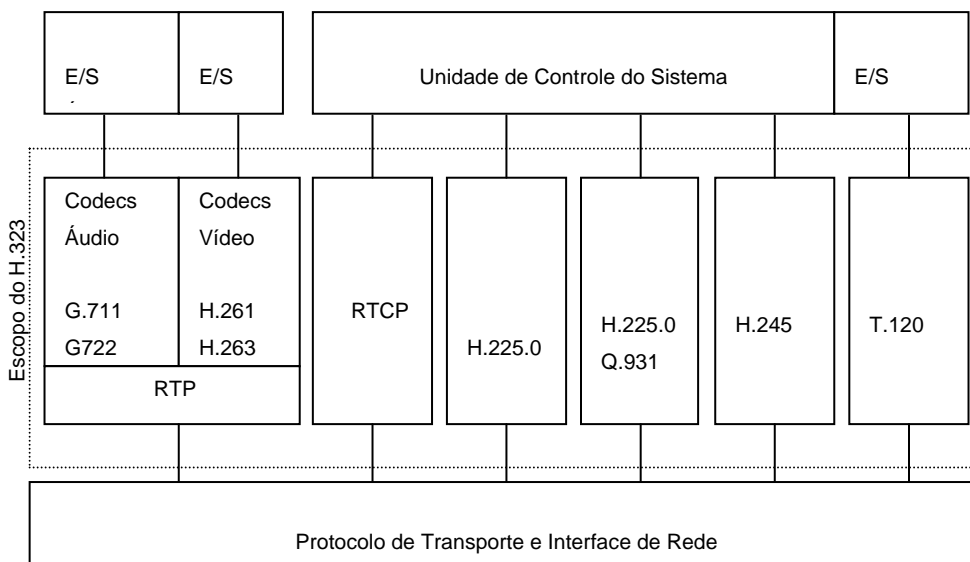 E/S
E/S
Unidade de Controle do Sistema
E/S
Escopo do H.323
Codecs
Áudio
G.711
G722
Codecs
Vídeo
H.261
H.263
RTP
RTCP
H.225.0
H.225.0
Q.931
H.245
T.120
Protocolo de Transporte e Interface de Rede